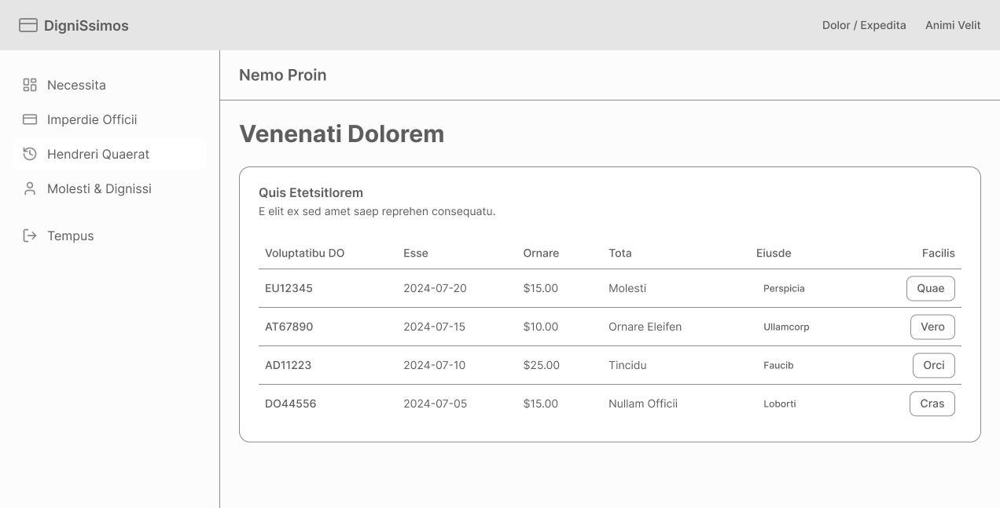 DigniSsimos
Dolor / Expedita
Animi Velit
Necessita
Imperdie Officii
Hendreri Quaerat
Molesti & Dignissi
Tempus
Nemo Proin
Venenati Dolorem
Quis Etetsitlorem
E elit ex sed amet saep reprehen consequatu.
Voluptatibu DO Esse Ornare Tota Eiusde Facilis
EU12345 2024-07-20 $15.00 Molesti Perspicia Quae
AT67890 2024-07-15 $10.00 Ornare Eleifen Ullamcorp Vero
AD11223 2024-07-10 $25.00 Tincidu Faucib Orci
DO44556 2024-07-05 $15.00 Nullam Officii Loborti Cras